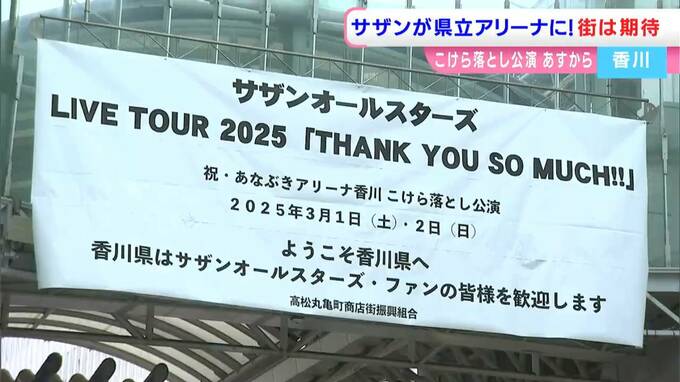 サザンが県立アリーナに!街は期待
こけら落とし公演 あすから
香川
サザンオールスターズ
LIVE TOUR 2025「THANK YOU SO MUCH!!」
祝・あなぶきアリーナ香川 こけら落とし公演
2025年3月1日(土)・2日(日)
ようこそ香川県へ
香川県はサザンオールスターズ・ファンの皆様を歓迎します
高松丸亀町商店街振興組合